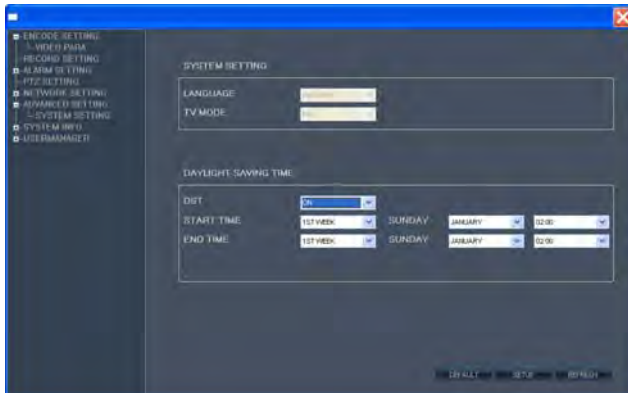 ENCODE SETTING
VIDEO PARA
RECORD SETTING
ALARM SETTING
PTZ SETTING
NETWORK SETTING
ADVANCED SETTING
SYSTEM SETTING
SYSTEM INFO
USERMANAGER
SYSTEM SETTING
LANGUAGE
TV MODE
DAYLIGHT SAVING TIME
DST ON
START TIME 1ST WEEK SUNDAY JANUARY 02:00
END TIME 1ST WEEK SUNDAY JANUARY 02:00
DEFAULT SETUP REFRESH